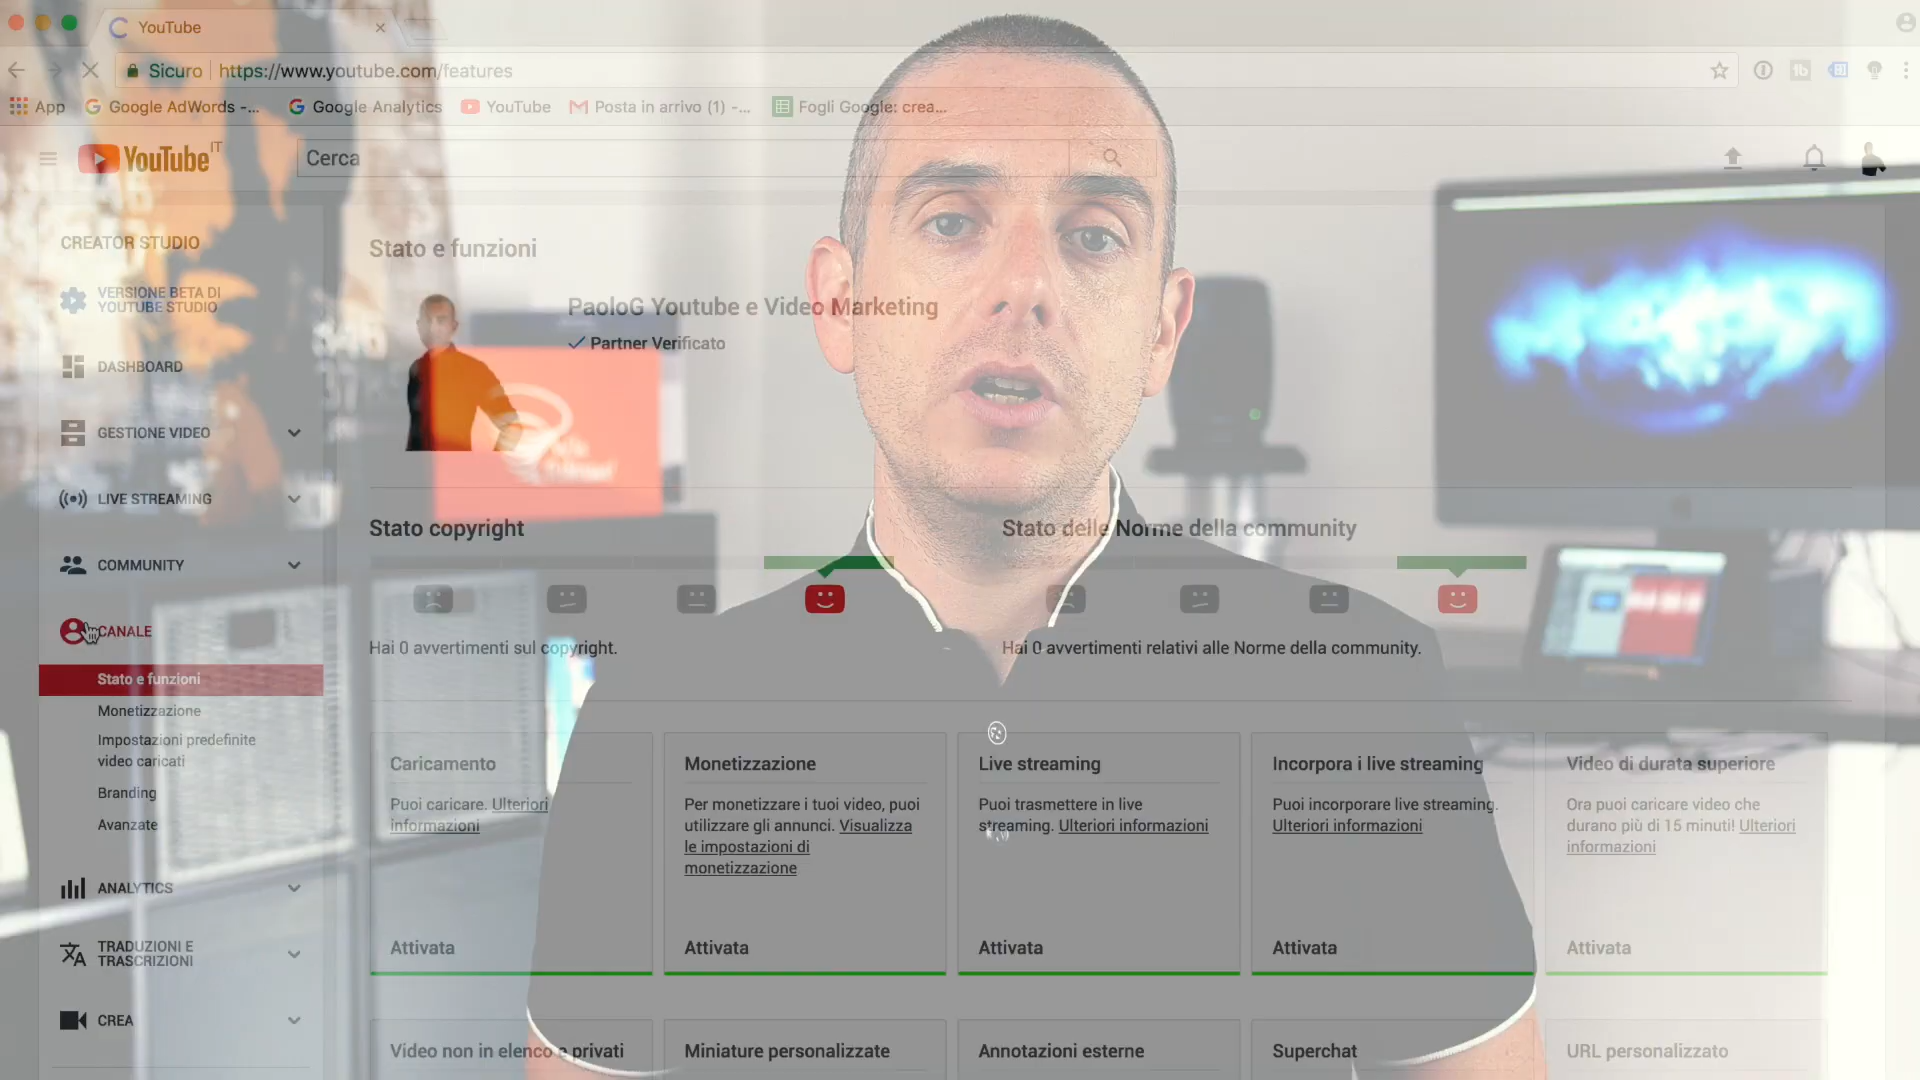 YouTube
Sicuro https://www.youtube.com/features
App Google AdWords -... Google Analytics YouTube Posta in arrivo (1) -... Fogli Google: crea...
YouTube IT
Cerca
CREATOR STUDIO
VERSIONE BETA DI
YOUTUBE STUDIO
DASHBOARD
GESTIONE VIDEO
LIVE STREAMING
COMMUNITY
CANALE
Stato e funzioni
Monetizzazione
Impostazioni predefinite
video caricati
Branding
Avanzate
ANALYTICS
TRADUZIONI E
TRASCRIZIONI
CREA
Stato e funzioni
PaoloG Youtube e Video Marketing
Partner Verificato
Stato copyright
Hai 0 avvertimenti sul copyright.
Stato delle Norme della community
Hai 0 avvertimenti relativi alle Norme della community.
Caricamento
Puoi caricare. Ulteriori
informazioni
Attivata
Monetizzazione
Per monetizzare i tuoi video, puoi
utilizzare gli annunci. Visualizza
le impostazioni di
monetizzazione
Attivata
Live streaming
Puoi trasmettere in live
streaming. Ulteriori informazioni
Attivata
Incorpora i live streaming
Puoi incorporare live streaming.
Ulteriori informazioni
Attivata
Video di durata superiore
Ora puoi caricare video che
durano più di 15 minuti! Ulteriori
informazioni
Attivata
Video non in elenco e privati
Miniature personalizzate
Annotazioni esterne
Superchat
URL personalizzato